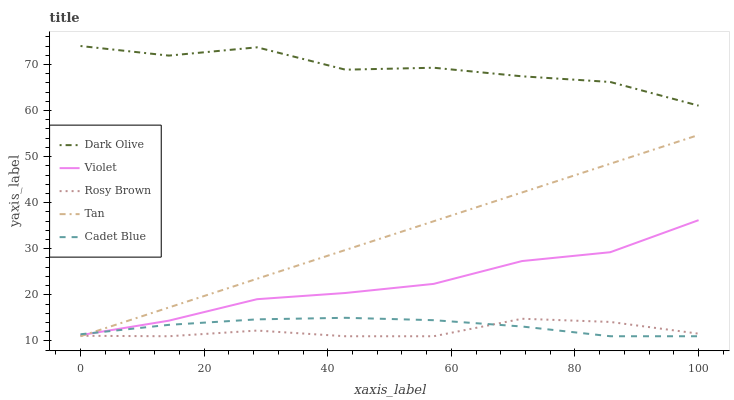 title
yaxis_label
70
60
50
40
30
20
10
Dark Olive
Violet
Rosy Brown
Tan
Cadet Blue
0 20 40 60 80 100
xaxis_label